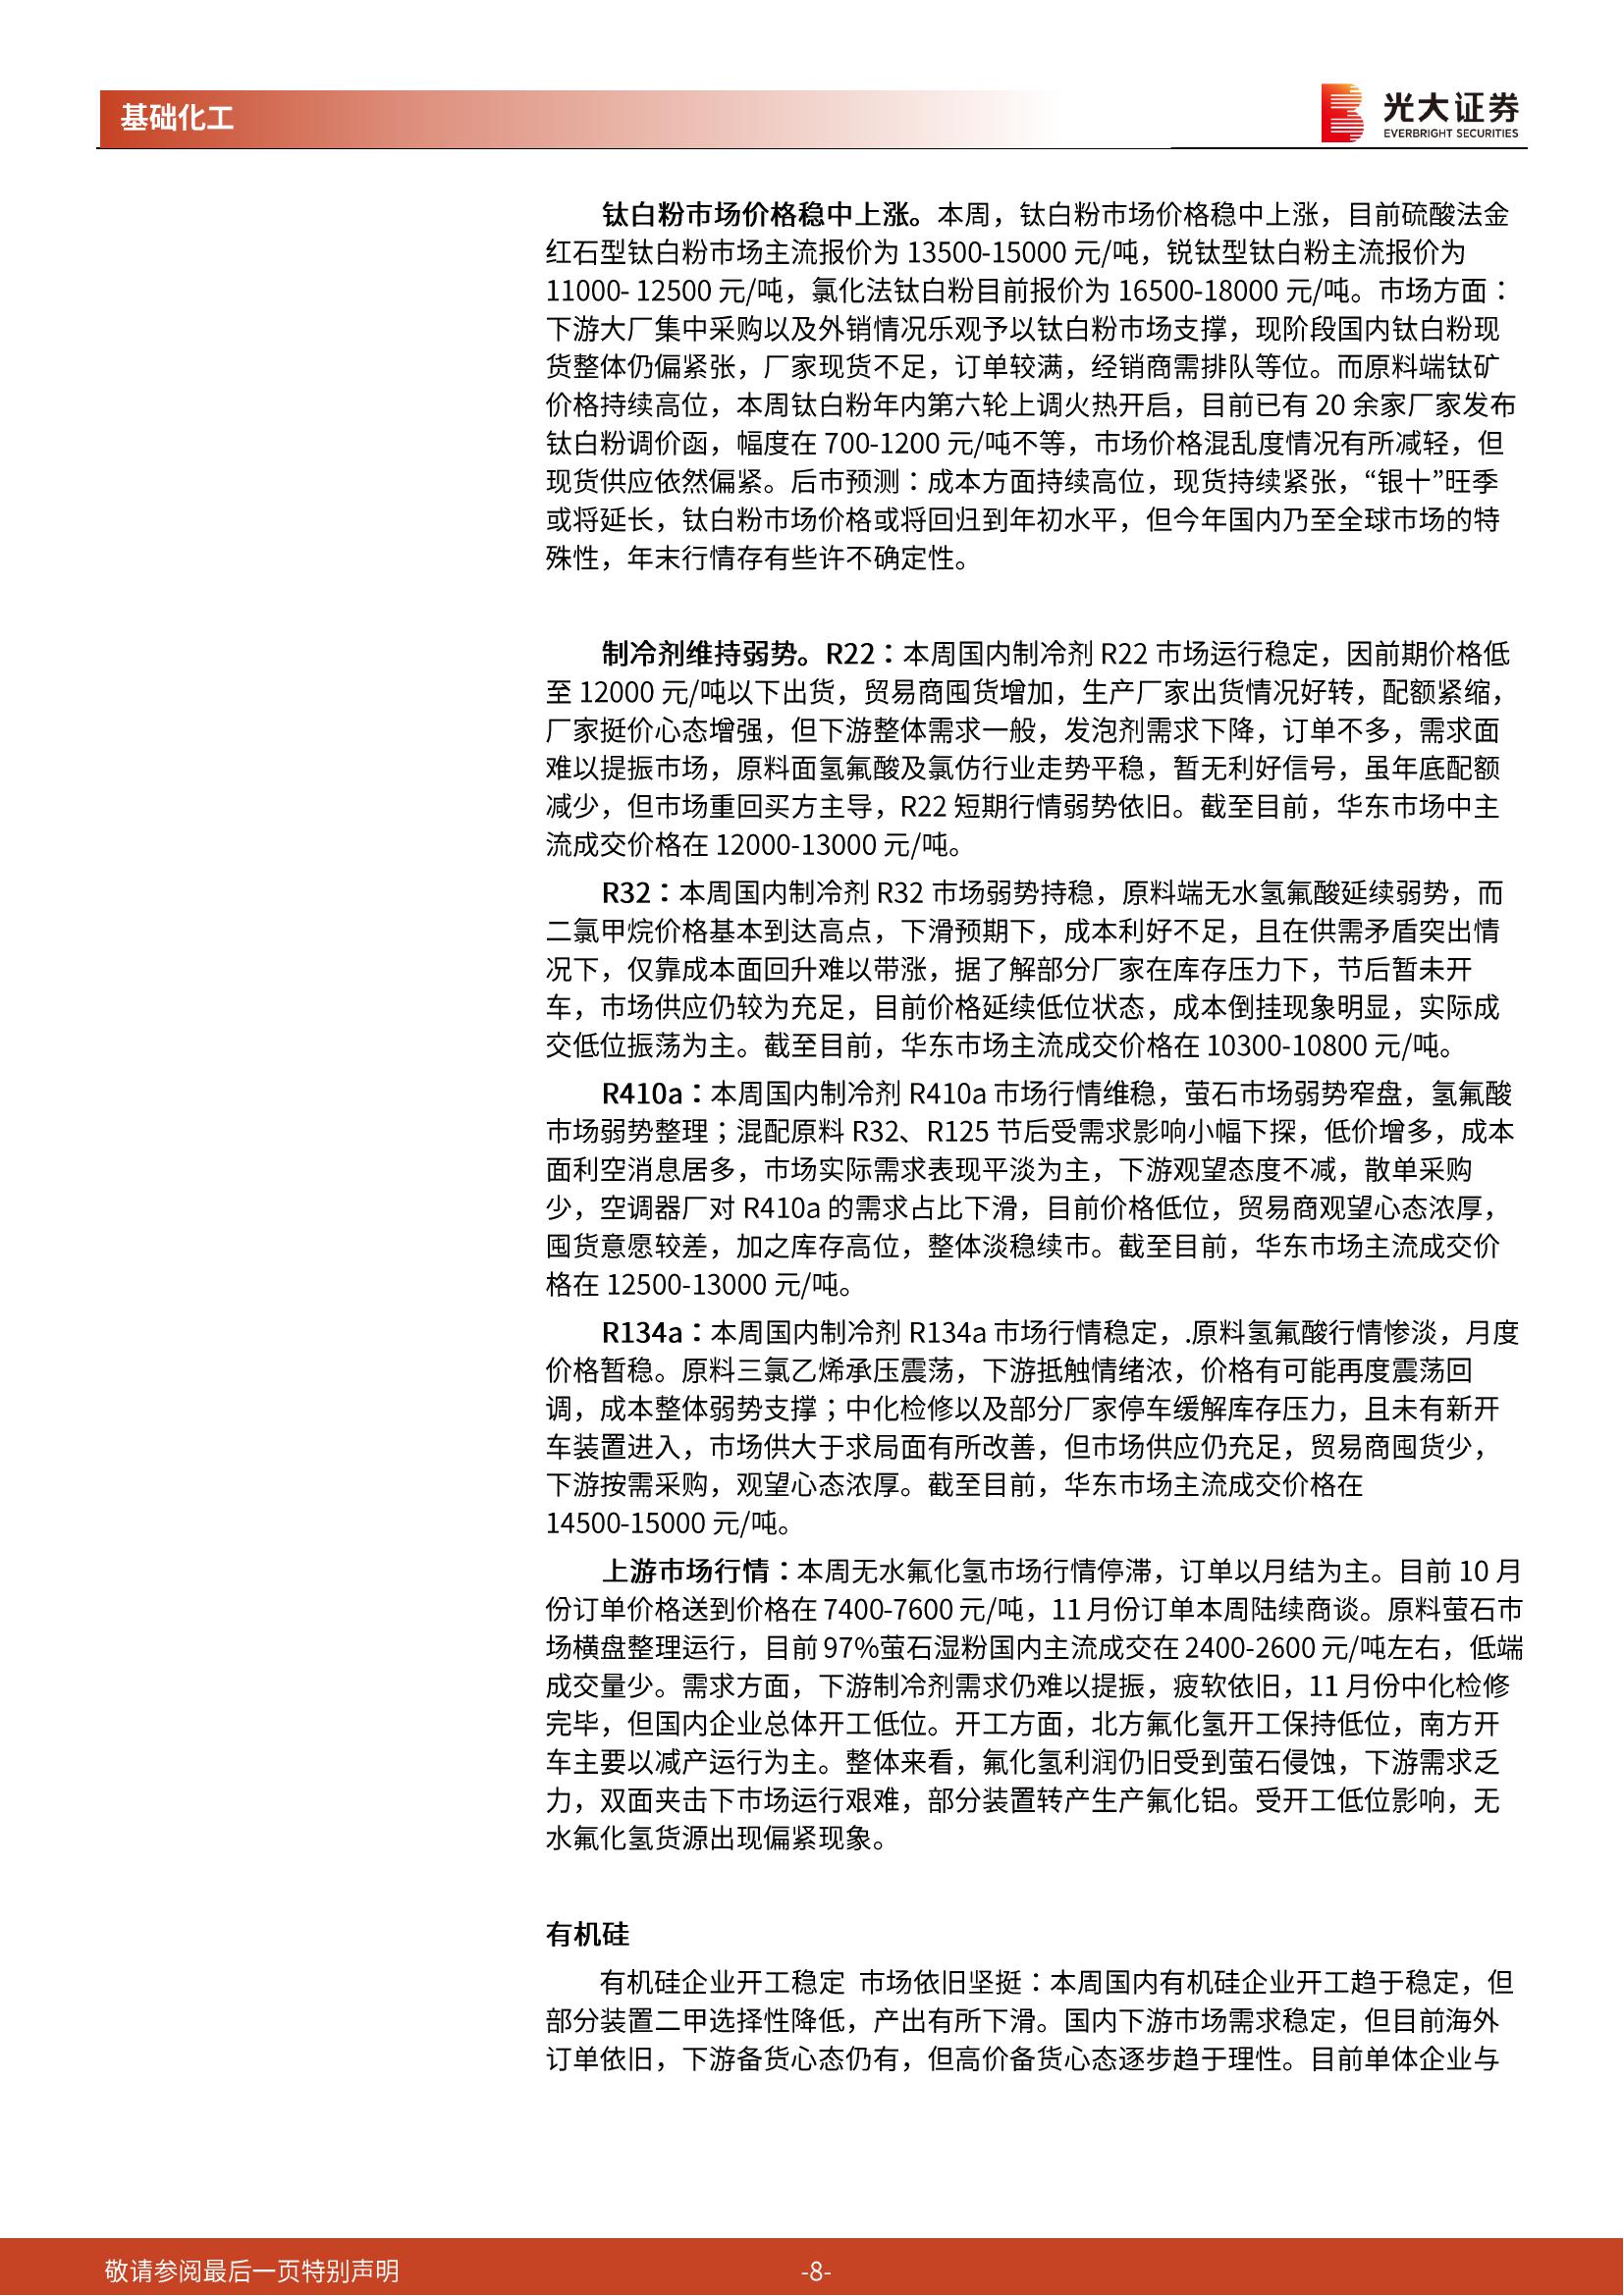 基础化工
光大证券
EVERBRIGHT SECURITIES
钛白粉市场价格稳中上涨。本周，钛白粉市场价格稳中上涨，目前硫酸法金
红石型钛白粉市场主流报价为 13500-15000 元/吨，锐钛型钛白粉主流报价为
11000- 12500 元/吨，氯化法钛白粉目前报价为 16500-18000 元/吨。市场方面：
下游大厂集中采购以及外销情况乐观予以钛白粉市场支撑，现阶段国内钛白粉现
货整体仍偏紧张，厂家现货不足，订单较满，经销商需排队等位。而原料端钛矿
价格持续高位，本周钛白粉年内第六轮上调火热开启，目前已有 20 余家厂家发布
钛白粉调价函，幅度在 700-1200 元/吨不等，市场价格混乱度情况有所减轻，但
现货供应依然偏紧。后市预测：成本方面持续高位，现货持续紧张，“银十”旺季
或将延长，钛白粉市场价格或将回归到年初水平，但今年国内乃至全球市场的特
殊性，年末行情存有些许不确定性。
制冷剂维持弱势。R22：本周国内制冷剂 R22 市场运行稳定，因前期价格低
至 12000 元/吨以下出货，贸易商囤货增加，生产厂家出货情况好转，配额紧缩，
厂家挺价心态增强，但下游整体需求一般，发泡剂需求下降，订单不多，需求面
难以提振市场，原料面氢氟酸及氯仿行业走势平稳，暂无利好信号，虽年底配额
减少，但市场重回买方主导，R22 短期行情弱势依旧。截至目前，华东市场中主
流成交价格在 12000-13000 元/吨。
R32：本周国内制冷剂 R32 市场弱势持稳，原料端无水氢氟酸延续弱势，而
二氯甲烷价格基本到达高点，下滑预期下，成本利好不足，且在供需矛盾突出情
况下，仅靠成本面回升难以带涨，据了解部分厂家在库存压力下，节后暂未开
车，市场供应仍较为充足，目前价格延续低位状态，成本倒挂现象明显，实际成
交低位振荡为主。截至目前，华东市场主流成交价格在 10300-10800 元/吨。
R410a：本周国内制冷剂 R410a 市场行情维稳，萤石市场弱势窄盘，氢氟酸
市场弱势整理；混配原料 R32、R125 节后受需求影响小幅下探，低价增多，成本
面利空消息居多，市场实际需求表现平淡为主，下游观望态度不减，散单采购
少，空调器厂对 R410a 的需求占比下滑，目前价格低位，贸易商观望心态浓厚，
囤货意愿较差，加之库存高位，整体淡稳续市。截至目前，华东市场主流成交价
格在 12500-13000 元/吨。
R134a：本周国内制冷剂 R134a 市场行情稳定，.原料氢氟酸行情惨淡，月度
价格暂稳。原料三氯乙烯承压震荡，下游抵触情绪浓，价格有可能再度震荡回
调，成本整体弱势支撑；中化检修以及部分厂家停车缓解库存压力，且未有新开
车装置进入，市场供大于求局面有所改善，但市场供应仍充足，贸易商囤货少，
下游按需采购，观望心态浓厚。截至目前，华东市场主流成交价格在
14500-15000 元/吨。
上游市场行情：本周无水氟化氢市场行情停滞，订单以月结为主。目前 10 月
份订单价格送到价格在 7400-7600 元/吨，11 月份订单本周陆续商谈。原料萤石市
场横盘整理运行，目前 97%萤石湿粉国内主流成交在 2400-2600 元/吨左右，低端
成交量少。需求方面，下游制冷剂需求仍难以提振，疲软依旧，11 月份中化检修
完毕，但国内企业总体开工低位。开工方面，北方氟化氢开工保持低位，南方开
车主要以减产运行为主。整体来看，氟化氢利润仍旧受到萤石侵蚀，下游需求乏
力，双面夹击下市场运行艰难，部分装置转产生产氟化铝。受开工低位影响，无
水氟化氢货源出现偏紧现象。
有机硅
有机硅企业开工稳定 市场依旧坚挺：本周国内有机硅企业开工趋于稳定，但
部分装置二甲选择性降低，产出有所下滑。国内下游市场需求稳定，但目前海外
订单依旧，下游备货心态仍有，但高价备货心态逐步趋于理性。目前单体企业与
敬请参阅最后一页特别声明
-8-